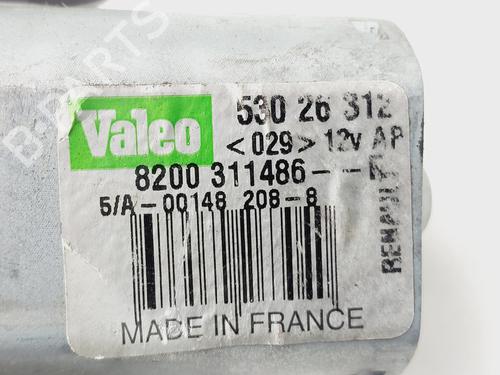 B-PARTS
Valeo
530 26 312
<029> 12v AP
8200 311486---F
5/A-00148 208-8
RENAULT
MADE IN FRANCE